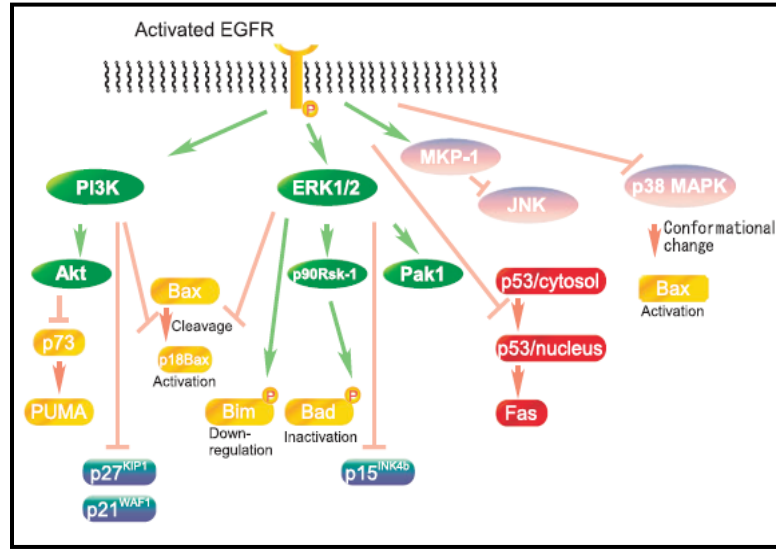 Activated EGFR
P
MKP-1
PI3K
ERK1/2
p38 MAPK
JNK
Conformational
change
Akt
p90Rsk-1
Pak1
p53/cytosol
Bax
Bax
Cleavage
Activation
p73
p18Bax
p53/nucleus
Activation
PUMA
P
P
Bim
Bad
Fas
Down-
regulation
Inactivation
p27KIP1
p15INK4b
p21WAF1